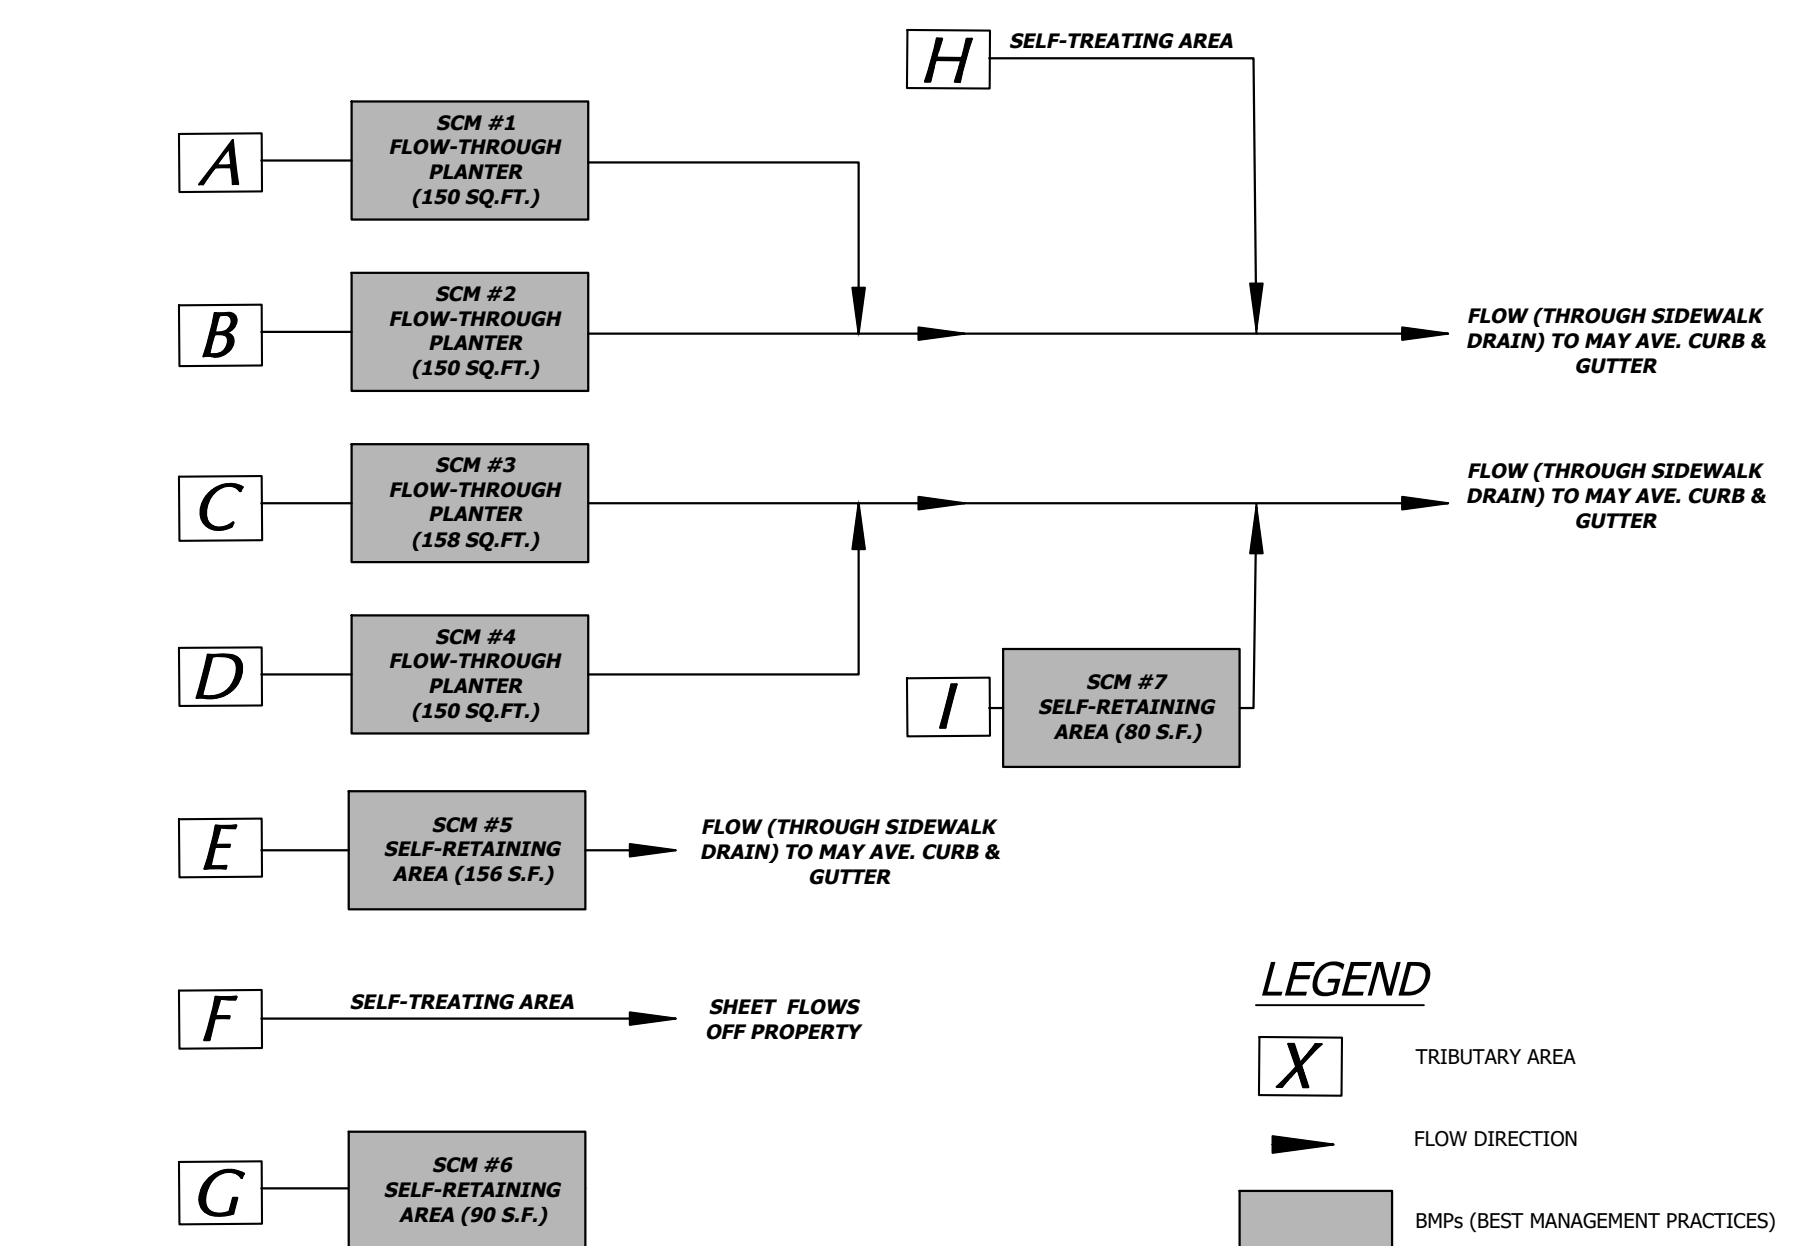 H
SELF-TREATING AREA
A
SCM #1
FLOW-THROUGH
PLANTER
(150 SQ.FT.)
B
SCM #2
FLOW-THROUGH
PLANTER
(150 SQ.FT.)
FLOW (THROUGH SIDEWALK
DRAIN) TO MAY AVE. CURB &
GUTTER
C
SCM #3
FLOW-THROUGH
PLANTER
(158 SQ.FT.)
FLOW (THROUGH SIDEWALK
DRAIN) TO MAY AVE. CURB &
GUTTER
D
SCM #4
FLOW-THROUGH
PLANTER
(150 SQ.FT.)
I
SCM #7
SELF-RETAINING
AREA (80 S.F.)
E
SCM #5
SELF-RETAINING
AREA (156 S.F.)
FLOW (THROUGH SIDEWALK
DRAIN) TO MAY AVE. CURB &
GUTTER
F
SELF-TREATING AREA
SHEET FLOWS
OFF PROPERTY
G
SCM #6
SELF-RETAINING
AREA (90 S.F.)
LEGEND
X
TRIBUTARY AREA
FLOW DIRECTION
BMPs (BEST MANAGEMENT PRACTICES)